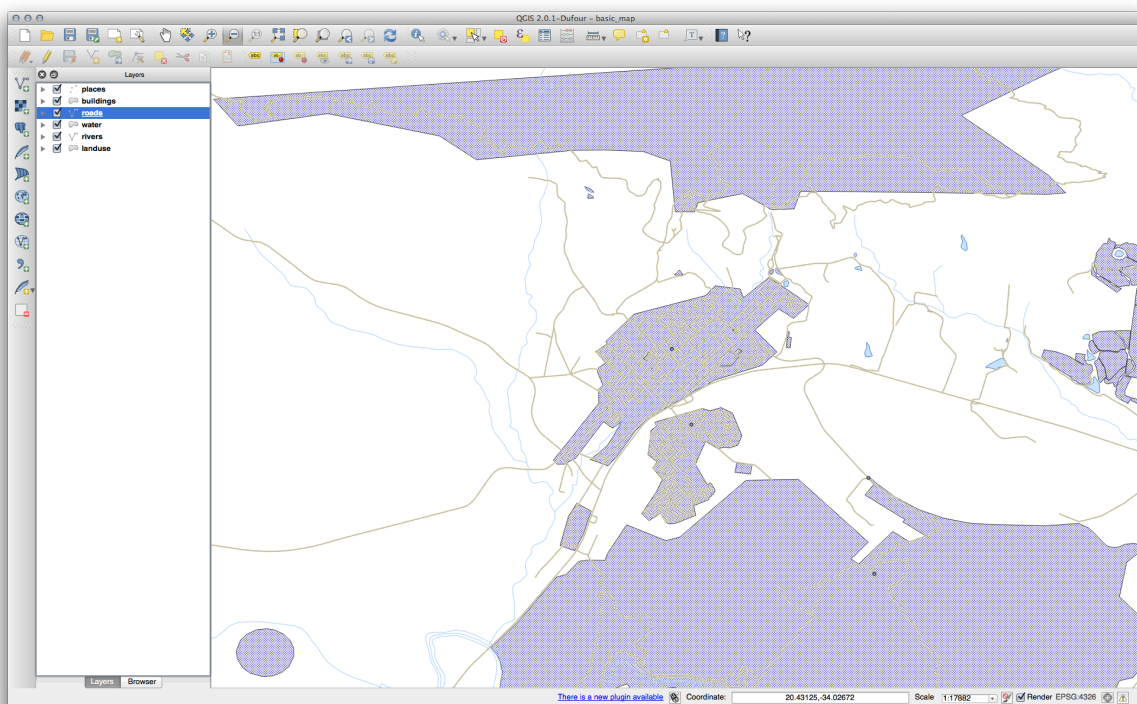 QGIS 2.0.1-Dufour – basic_map
Layers
places
buildings
roads
water
rivers
landuse
Layers Browser
There is a new plugin available Coordinate: 20.43125,-34.02672 Scale 1:17882 Render EPSG:4326